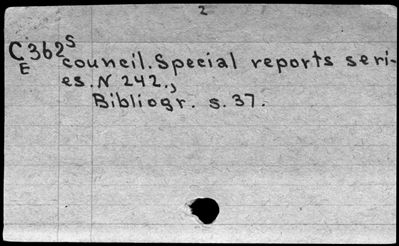 2
C362s
E council. Special reports seri-
es. N 242.,
Bibliogr. s. 37.